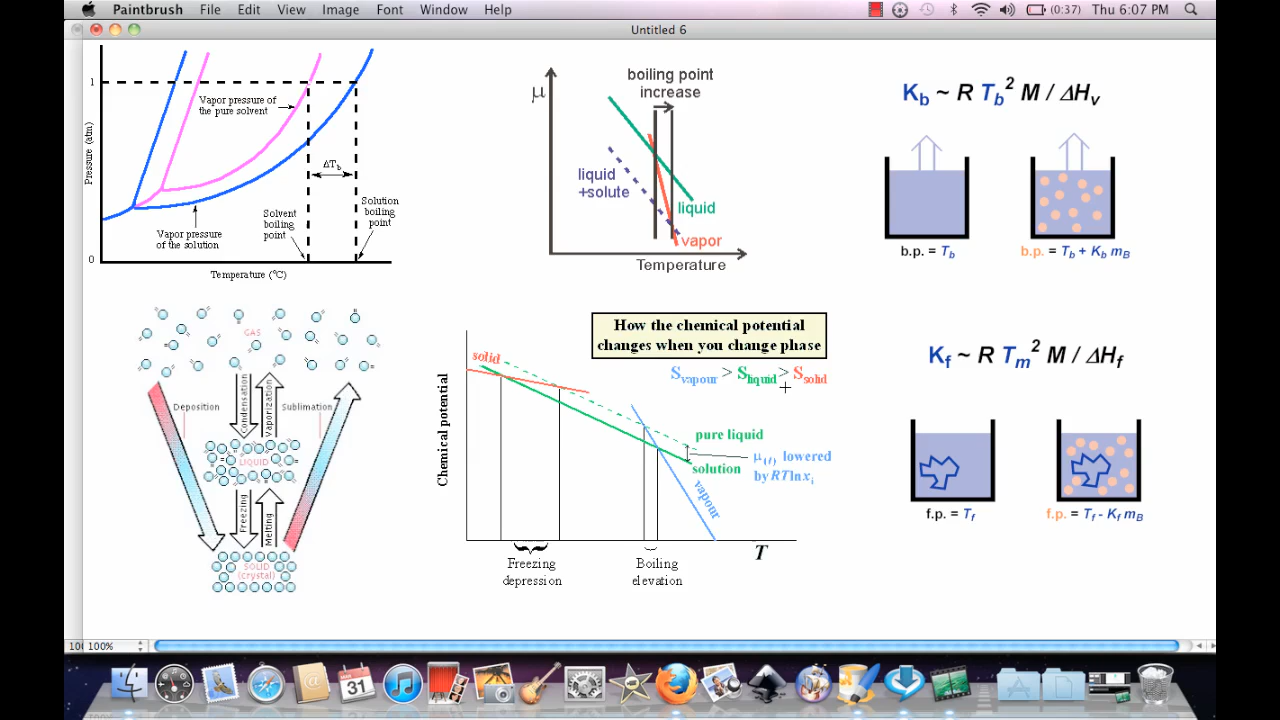 Paintbrush File Edit View Image Font Window Help
(0:37) Thu 6:07 PM
Untitled 6
Pressure (atm)
1
0
Vapor pressure of
the pure solvent
ΔTb
Vapor pressure
of the solution
Solvent
boiling
point
Solution
boiling
point
Temperature (°C)
μ
boiling point
increase
liquid
+solute
liquid
vapor
Temperature
Kb ~ R Tb² M / ΔHv
b.p. = Tb
b.p. = Tb + Kb mB
GAS
Deposition
Condensation
Vaporization
Sublimation
LIQUID
Freezing
Melting
SOLID
(crystal)
How the chemical potential
changes when you change phase
Svapour > Sliquid > Ssolid
Chemical potential
solid
pure liquid
solution
μ(l) lowered
by RT ln xi
vapour
T
Freezing
depression
Boiling
elevation
Kf ~ R Tm² M / ΔHf
f.p. = Tf
f.p. = Tf - Kf mB
100%
31